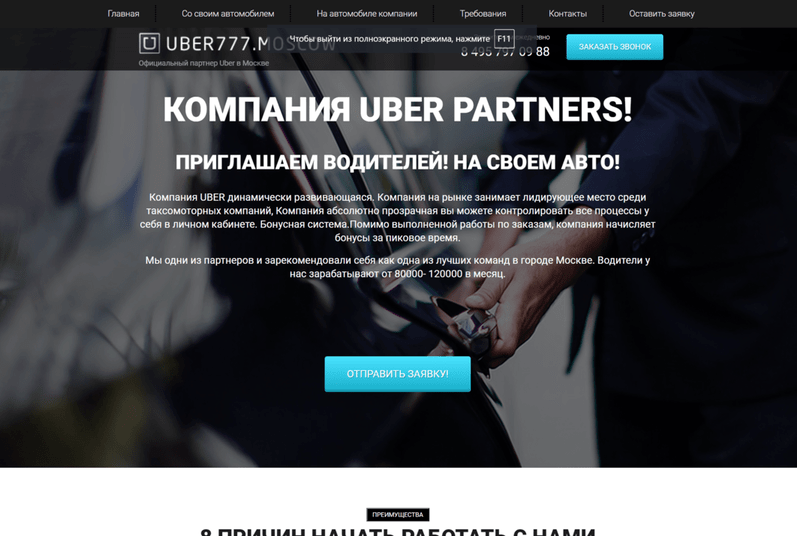 Главная
Со своим автомобилем
На автомобиле компании
Требования
Контакты
Оставить заявку
UBER777.MOSCOW
Официальный партнер Uber в Москве
Чтобы выйти из полноэкранного режима, нажмите F11
ЗАКАЗАТЬ ЗВОНОК
КОМПАНИЯ UBER PARTNERS!
ПРИГЛАШАЕМ ВОДИТЕЛЕЙ! НА СВОЕМ АВТО!
Компания UBER динамически развивающаяся. Компания на рынке занимает лидирующее место среди
таксомоторных компаний, Компания абсолютно прозрачная вы можете контролировать все процессы у
себя в личном кабинете. Бонусная система.Помимо выполненной работы по заказам, компания начисляет
бонусы за пиковое время.
Мы одни из партнеров и зарекомендовали себя как одна из лучших команд в городе Москве. Водители у
нас зарабатывают от 80000- 120000 в месяц.
ОТПРАВИТЬ ЗАЯВКУ!
ПРЕИМУЩЕСТВА
8 ПРИЧИН НАЧАТЬ РАБОТАТЬ С НАМИ